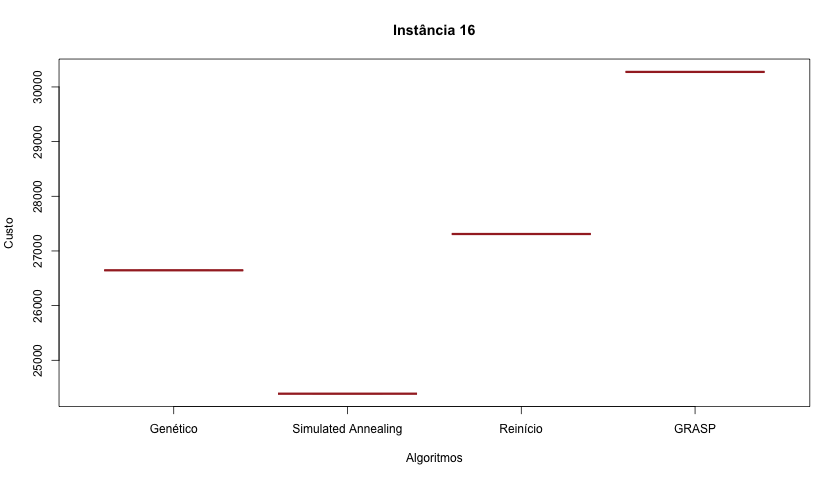 Instância 16
Custo
30000
29000
28000
27000
26000
25000
Genético
Simulated Annealing
Reinício
GRASP
Algoritmos